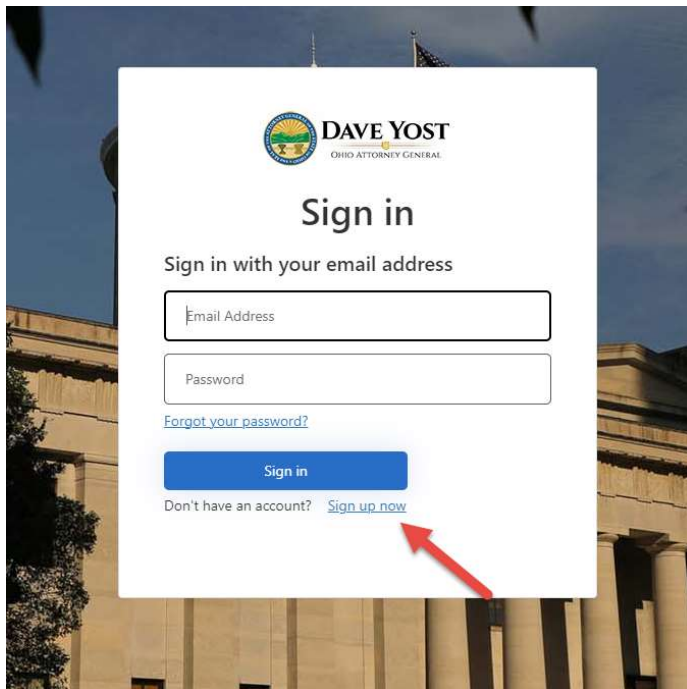 DAVE YOST
OHIO ATTORNEY GENERAL
Sign in
Sign in with your email address
Email Address
Password
Forgot your password?
Sign in
Don't have an account? Sign up now